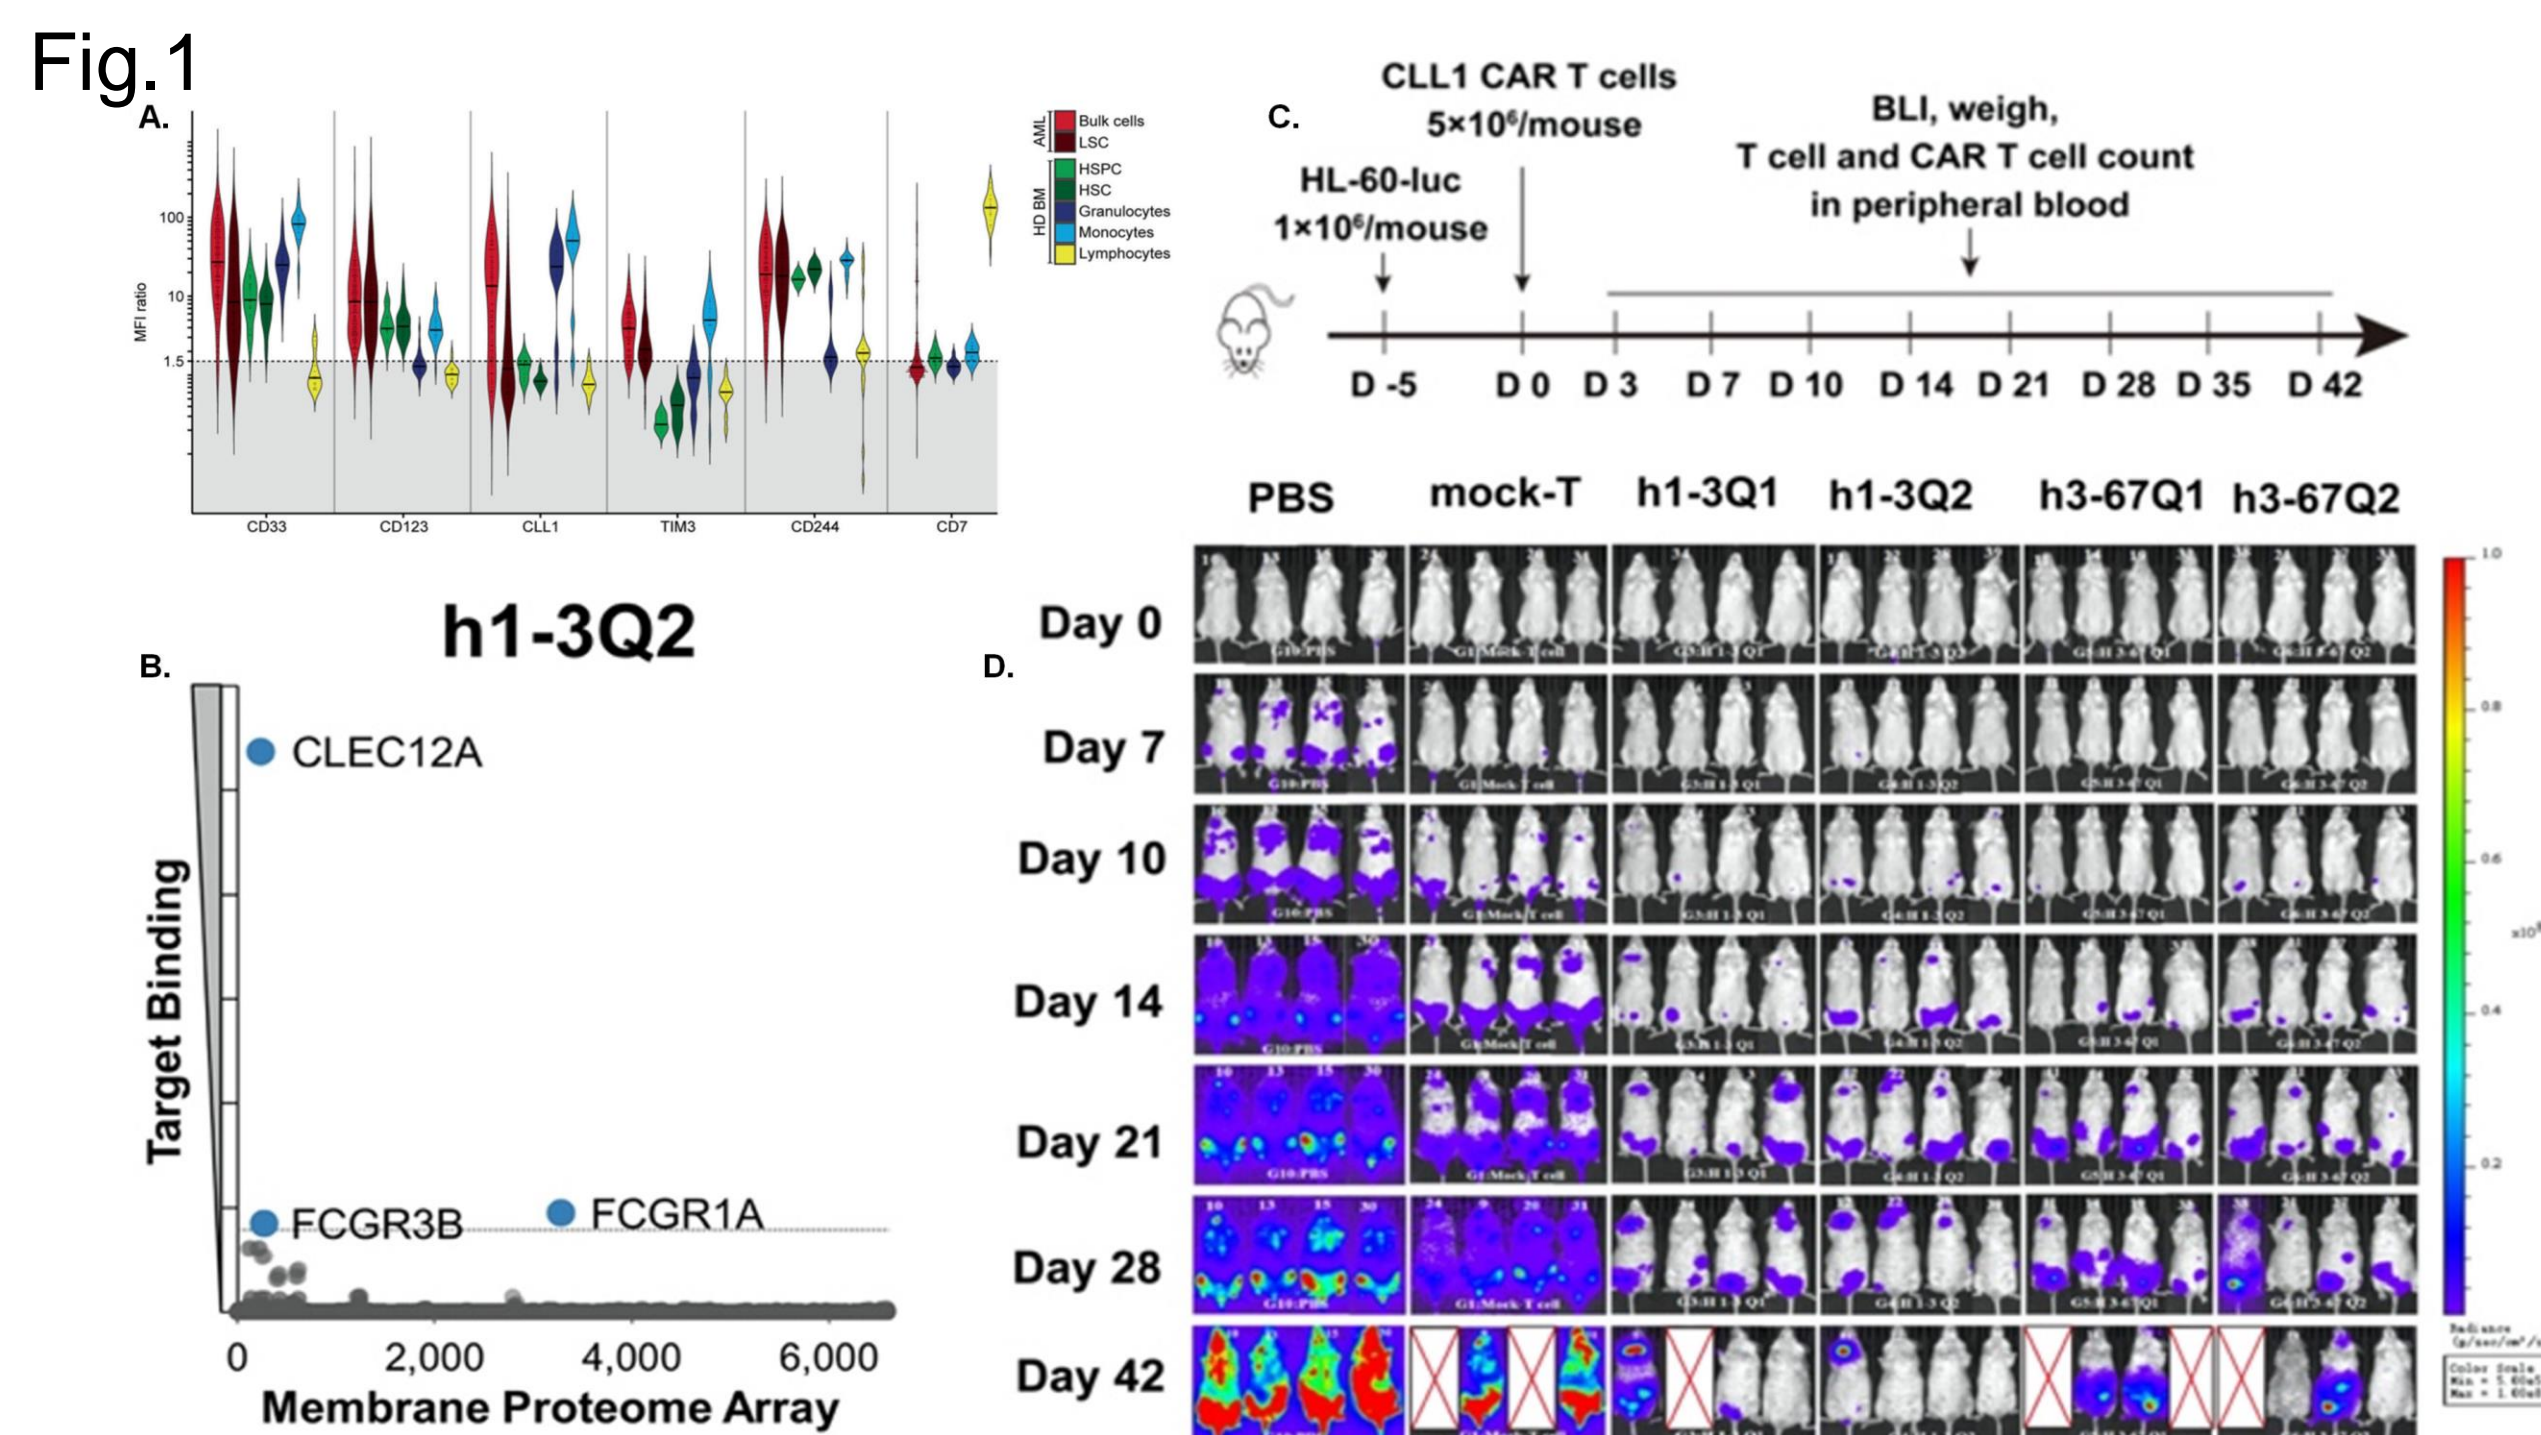 Fig.1
A.
MFI ratio
100
10
1.5
CD33
CD123
CLL1
TIM3
CD244
CD7
AML
Bulk cells
LSC
HD BM
HSPC
HSC
Granulocytes
Monocytes
Lymphocytes
B.
h1-3Q2
Target Binding
CLEC12A
FCGR3B
FCGR1A
0
2,000
4,000
6,000
Membrane Proteome Array
C.
CLL1 CAR T cells
5×10⁶/mouse
HL-60-luc
1×10⁶/mouse
BLI, weigh,
T cell and CAR T cell count
in peripheral blood
D -5
D 0
D 3
D 7
D 10
D 14
D 21
D 28
D 35
D 42
D.
PBS
mock-T
h1-3Q1
h1-3Q2
h3-67Q1
h3-67Q2
Day 0
Day 7
Day 10
Day 14
Day 21
Day 28
Day 42
1.0
0.8
0.6
0.4
0.2
Radiance
Color Scale